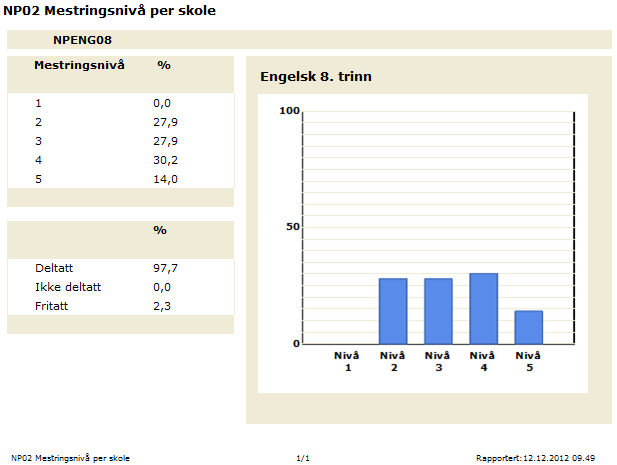 NP02 Mestringsnivå per skole
NPENG08
Mestringsnivå %
1 0,0
2 27,9
3 27,9
4 30,2
5 14,0
%
Deltatt 97,7
Ikke deltatt 0,0
Fritatt 2,3
Engelsk 8. trinn
100
50
0
Nivå Nivå Nivå Nivå Nivå
1 2 3 4 5
NP02 Mestringsnivå per skole 1/1 Rapportert:12.12.2012 09.49